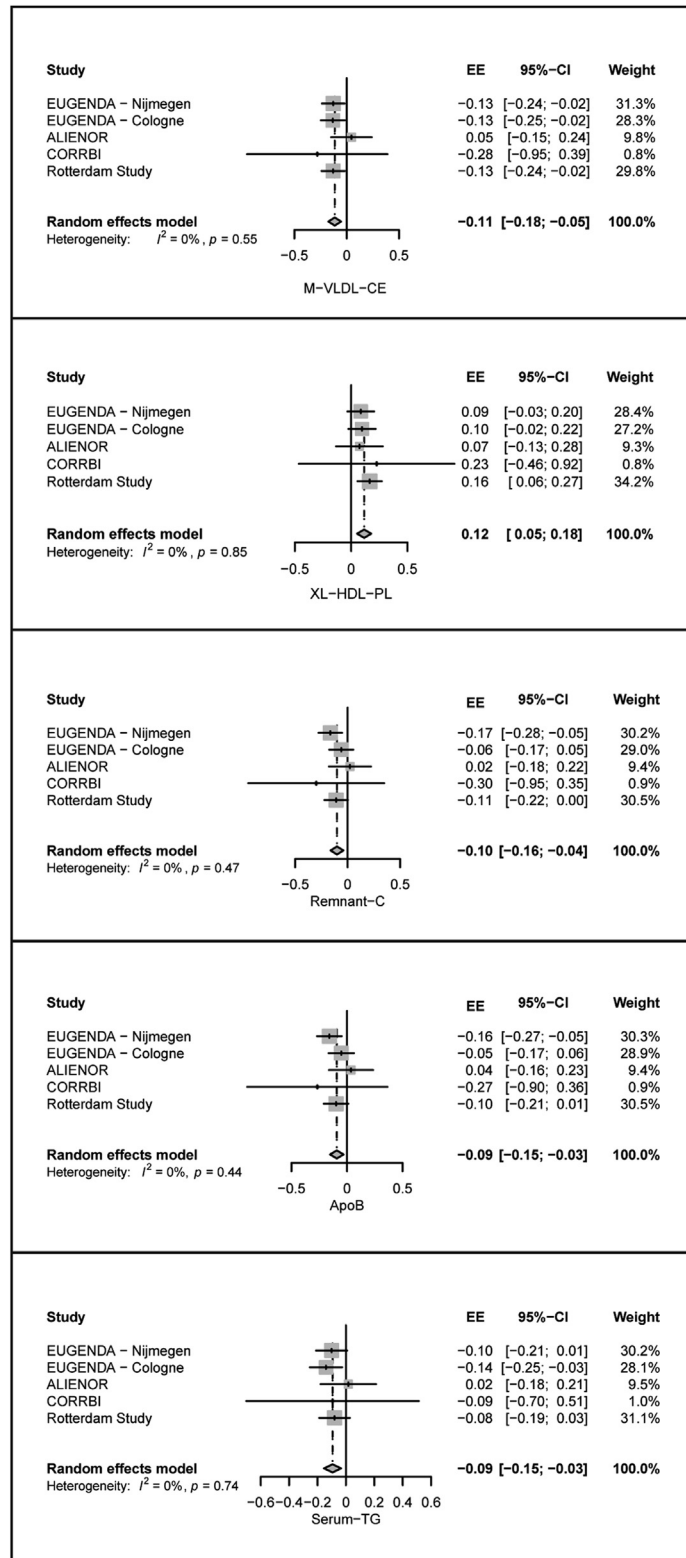 Study EE 95%−CI Weight
EUGENDA − Nijmegen −0.13 [−0.24; −0.02] 31.3%
EUGENDA − Cologne −0.13 [−0.25; −0.02] 28.3%
ALIENOR 0.05 [−0.15; 0.24] 9.8%
CORRBI −0.28 [−0.95; 0.39] 0.8%
Rotterdam Study −0.13 [−0.24; −0.02] 29.8%
Random effects model −0.11 [−0.18; −0.05] 100.0%
Heterogeneity: I² = 0% , p = 0.55
−0.5 0 0.5
M−VLDL−CE
Study EE 95%−CI Weight
EUGENDA − Nijmegen 0.09 [−0.03; 0.20] 28.4%
EUGENDA − Cologne 0.10 [−0.02; 0.22] 27.2%
ALIENOR 0.07 [−0.13; 0.28] 9.3%
CORRBI 0.23 [−0.46; 0.92] 0.8%
Rotterdam Study 0.16 [ 0.06; 0.27] 34.2%
Random effects model 0.12 [ 0.05; 0.18] 100.0%
Heterogeneity: I² = 0% , p = 0.85
−0.5 0 0.5
XL−HDL−PL
Study EE 95%−CI Weight
EUGENDA − Nijmegen −0.17 [−0.28; −0.05] 30.2%
EUGENDA − Cologne −0.06 [−0.17; 0.05] 29.0%
ALIENOR 0.02 [−0.18; 0.22] 9.4%
CORRBI −0.30 [−0.95; 0.35] 0.9%
Rotterdam Study −0.11 [−0.22; 0.00] 30.5%
Random effects model −0.10 [−0.16; −0.04] 100.0%
Heterogeneity: I² = 0% , p = 0.47
−0.5 0 0.5
Remnant−C
Study EE 95%−CI Weight
EUGENDA − Nijmegen −0.16 [−0.27; −0.05] 30.3%
EUGENDA − Cologne −0.05 [−0.17; 0.06] 28.9%
ALIENOR 0.04 [−0.16; 0.23] 9.4%
CORRBI −0.27 [−0.90; 0.36] 0.9%
Rotterdam Study −0.10 [−0.21; 0.01] 30.5%
Random effects model −0.09 [−0.15; −0.03] 100.0%
Heterogeneity: I² = 0%, p = 0.44
−0.5 0 0.5
ApoB
Study EE 95%−CI Weight
EUGENDA − Nijmegen −0.10 [−0.21; 0.01] 30.2%
EUGENDA − Cologne −0.14 [−0.25; −0.03] 28.1%
ALIENOR 0.02 [−0.18; 0.21] 9.5%
CORRBI −0.09 [−0.70; 0.51] 1.0%
Rotterdam Study −0.08 [−0.19; 0.03] 31.1%
Random effects model −0.09 [−0.15; −0.03] 100.0%
Heterogeneity: I² = 0%, p = 0.74
−0.6 −0.4 −0.2 0 0.2 0.4 0.6
Serum−TG